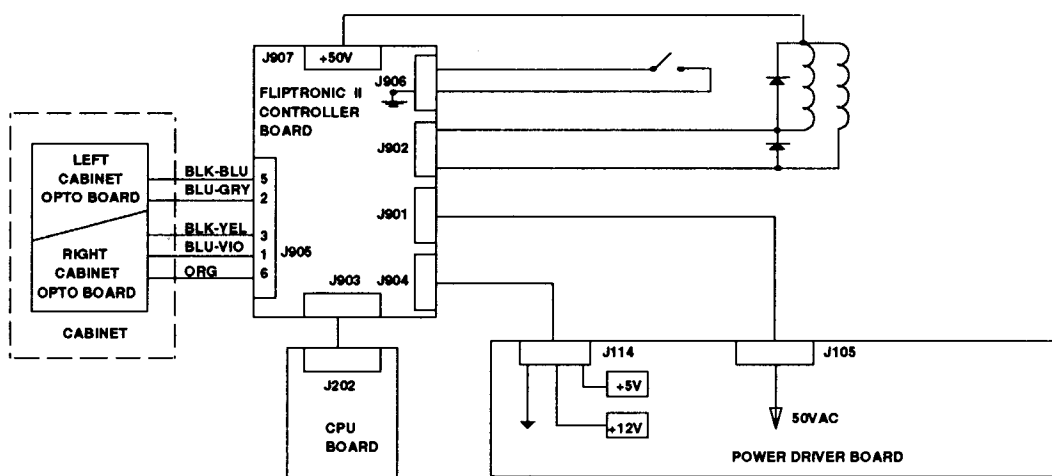 J907
+50V
J906
FLIPTRONIC II
CONTROLLER
BOARD
J902
LEFT
CABINET
OPTO BOARD
BLK-BLU
5
BLU-GRY
2
J901
BLK-YEL
3
BLU-VIO
1
J905
RIGHT
CABINET
OPTO BOARD
ORG
6
J903
J904
CABINET
J202
CPU
BOARD
J114
J105
+5V
+12V
50VAC
POWER DRIVER BOARD